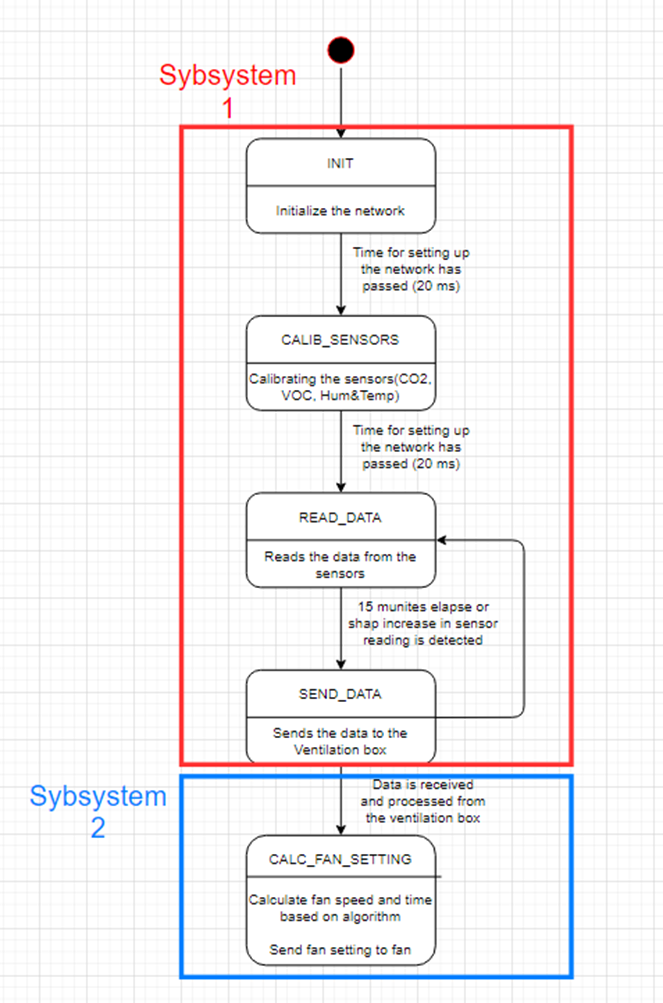 Sybsystem
1
INIT
Initialize the network
Time for setting up
the network has
passed (20 ms)
CALIB_SENSORS
Calibrating the sensors(CO2,
VOC, Hum&Temp)
Time for setting up
the network has
passed (20 ms)
READ_DATA
Reads the data from the
sensors
15 munites elapse or
shap increase in sensor
reading is detected
SEND_DATA
Sends the data to the
Ventilation box
Sybsystem
2
Data is received
and processed from
the ventilation box
CALC_FAN_SETTING
Calculate fan speed and time
based on algorithm
Send fan setting to fan